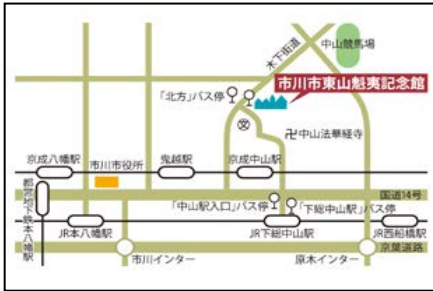 中山競馬場
木下街道
市川市東山魁夷記念館
「北方」バス停
文
卍中山法華経寺
京成八幡駅
市川市役所
鬼越駅
京成中山駅
国道14号
都営地下鉄本八幡駅
「中山駅入口」バス停
「下総中山駅」バス停
JR本八幡駅
JR下総中山駅
JR西船橋駅
京葉道路
市川インター
原木インター